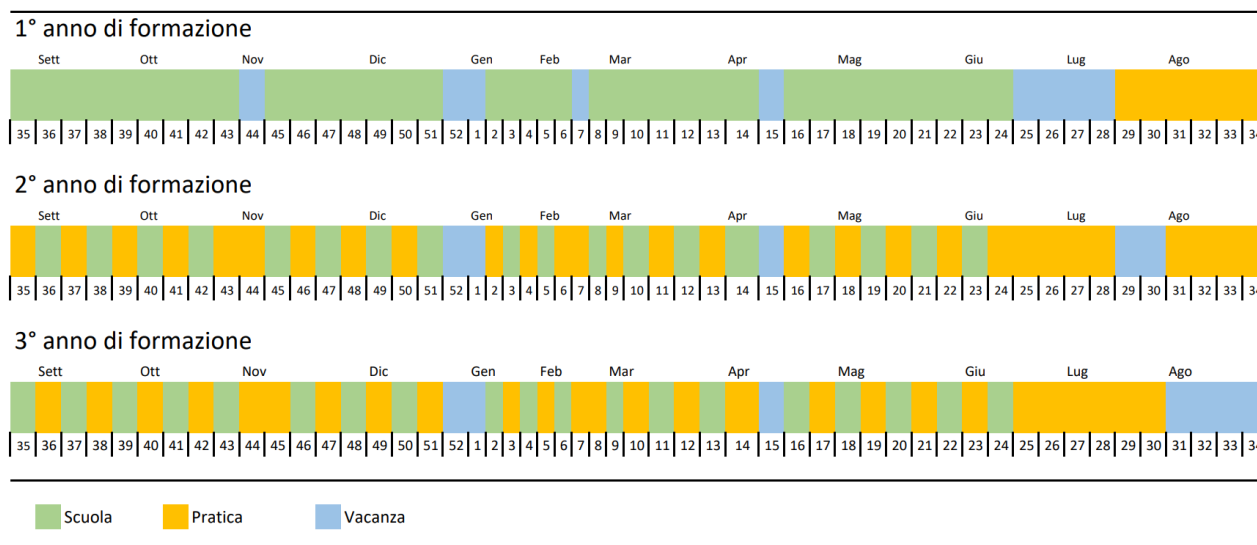 1° anno di formazione
Sett Ott Nov Dic Gen Feb Mar Apr Mag Giu Lug Ago
35 36 37 38 39 40 41 42 43 44 45 46 47 48 49 50 51 52 1 2 3 4 5 6 7 8 9 10 11 12 13 14 15 16 17 18 19 20 21 22 23 24 25 26 27 28 29 30 31 32 33 34
2° anno di formazione
Sett Ott Nov Dic Gen Feb Mar Apr Mag Giu Lug Ago
35 36 37 38 39 40 41 42 43 44 45 46 47 48 49 50 51 52 1 2 3 4 5 6 7 8 9 10 11 12 13 14 15 16 17 18 19 20 21 22 23 24 25 26 27 28 29 30 31 32 33 34
3° anno di formazione
Sett Ott Nov Dic Gen Feb Mar Apr Mag Giu Lug Ago
35 36 37 38 39 40 41 42 43 44 45 46 47 48 49 50 51 52 1 2 3 4 5 6 7 8 9 10 11 12 13 14 15 16 17 18 19 20 21 22 23 24 25 26 27 28 29 30 31 32 33 34
Scuola Pratica Vacanza